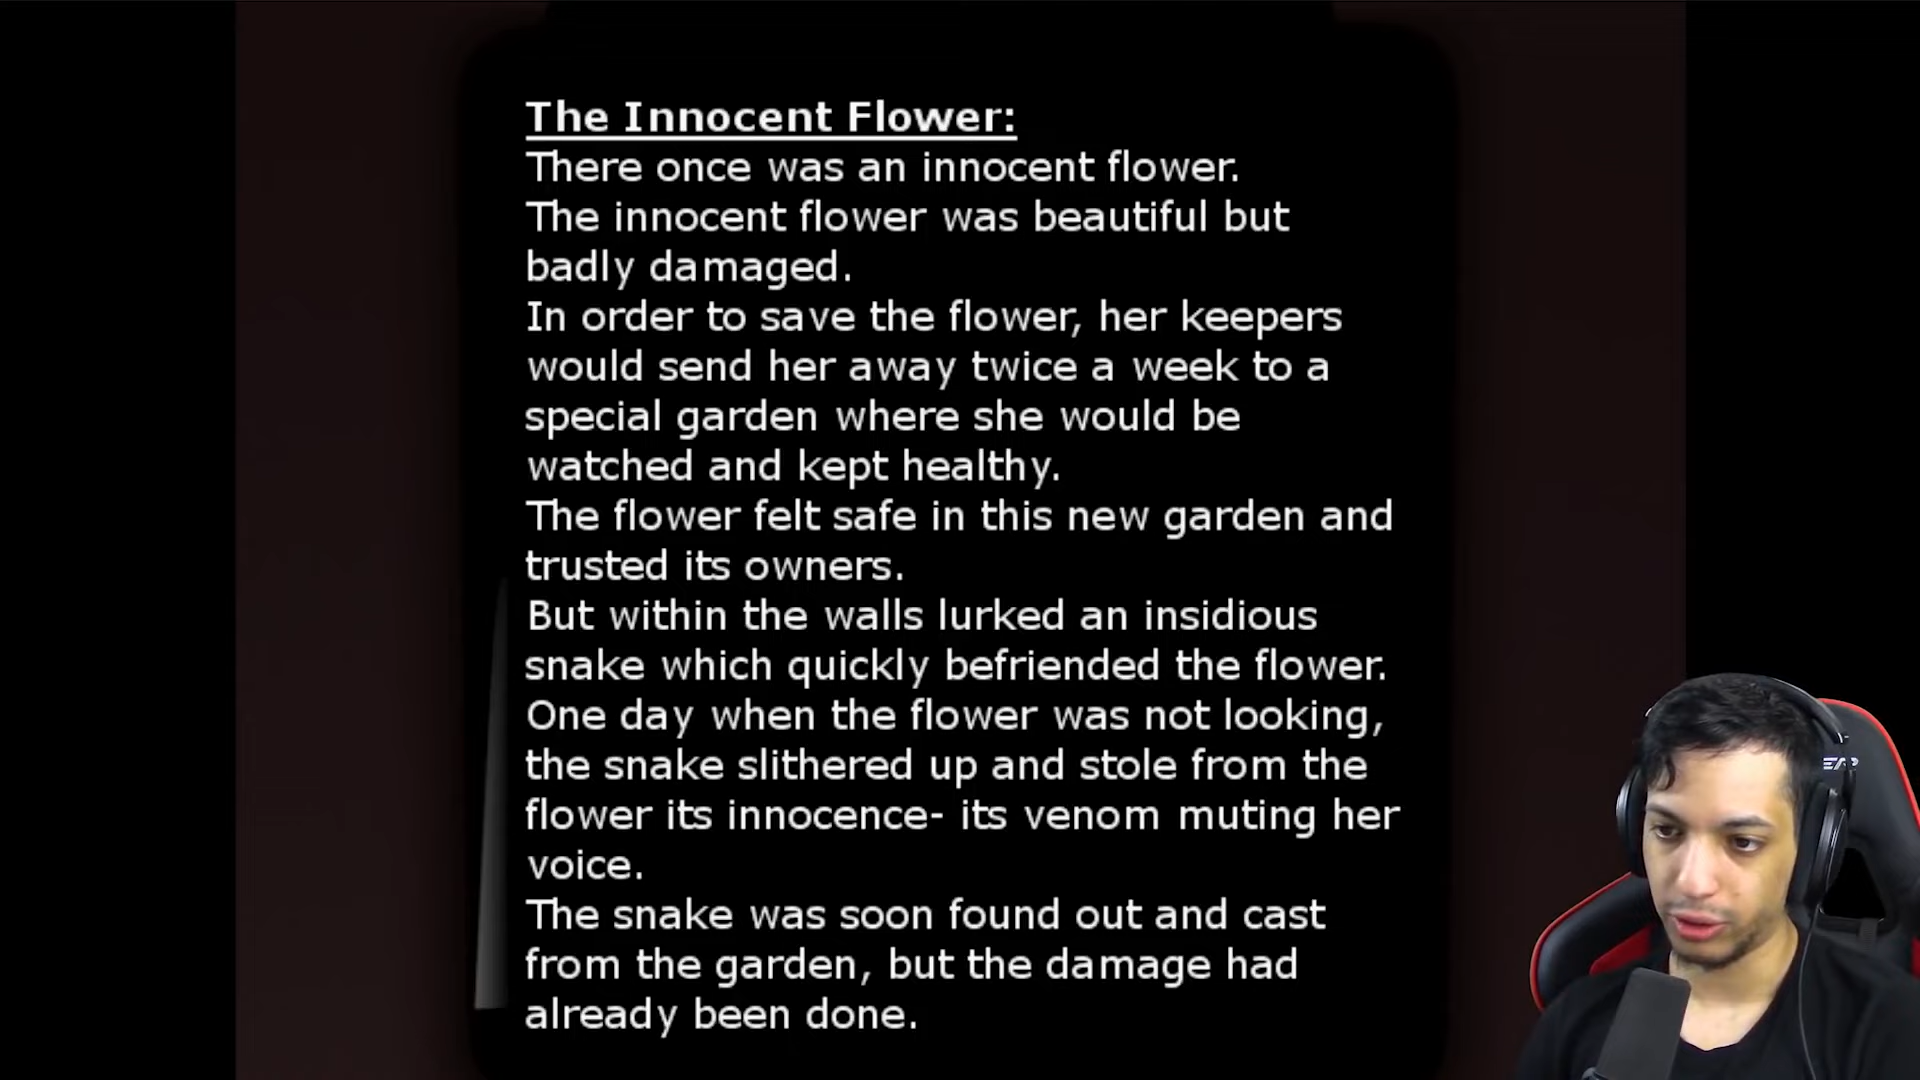 The Innocent Flower:
There once was an innocent flower.
The innocent flower was beautiful but
badly damaged.
In order to save the flower, her keepers
would send her away twice a week to a
special garden where she would be
watched and kept healthy.
The flower felt safe in this new garden and
trusted its owners.
But within the walls lurked an insidious
snake which quickly befriended the flower.
One day when the flower was not looking,
the snake slithered up and stole from the
flower its innocence- its venom muting her
voice.
The snake was soon found out and cast
from the garden, but the damage had
already been done.